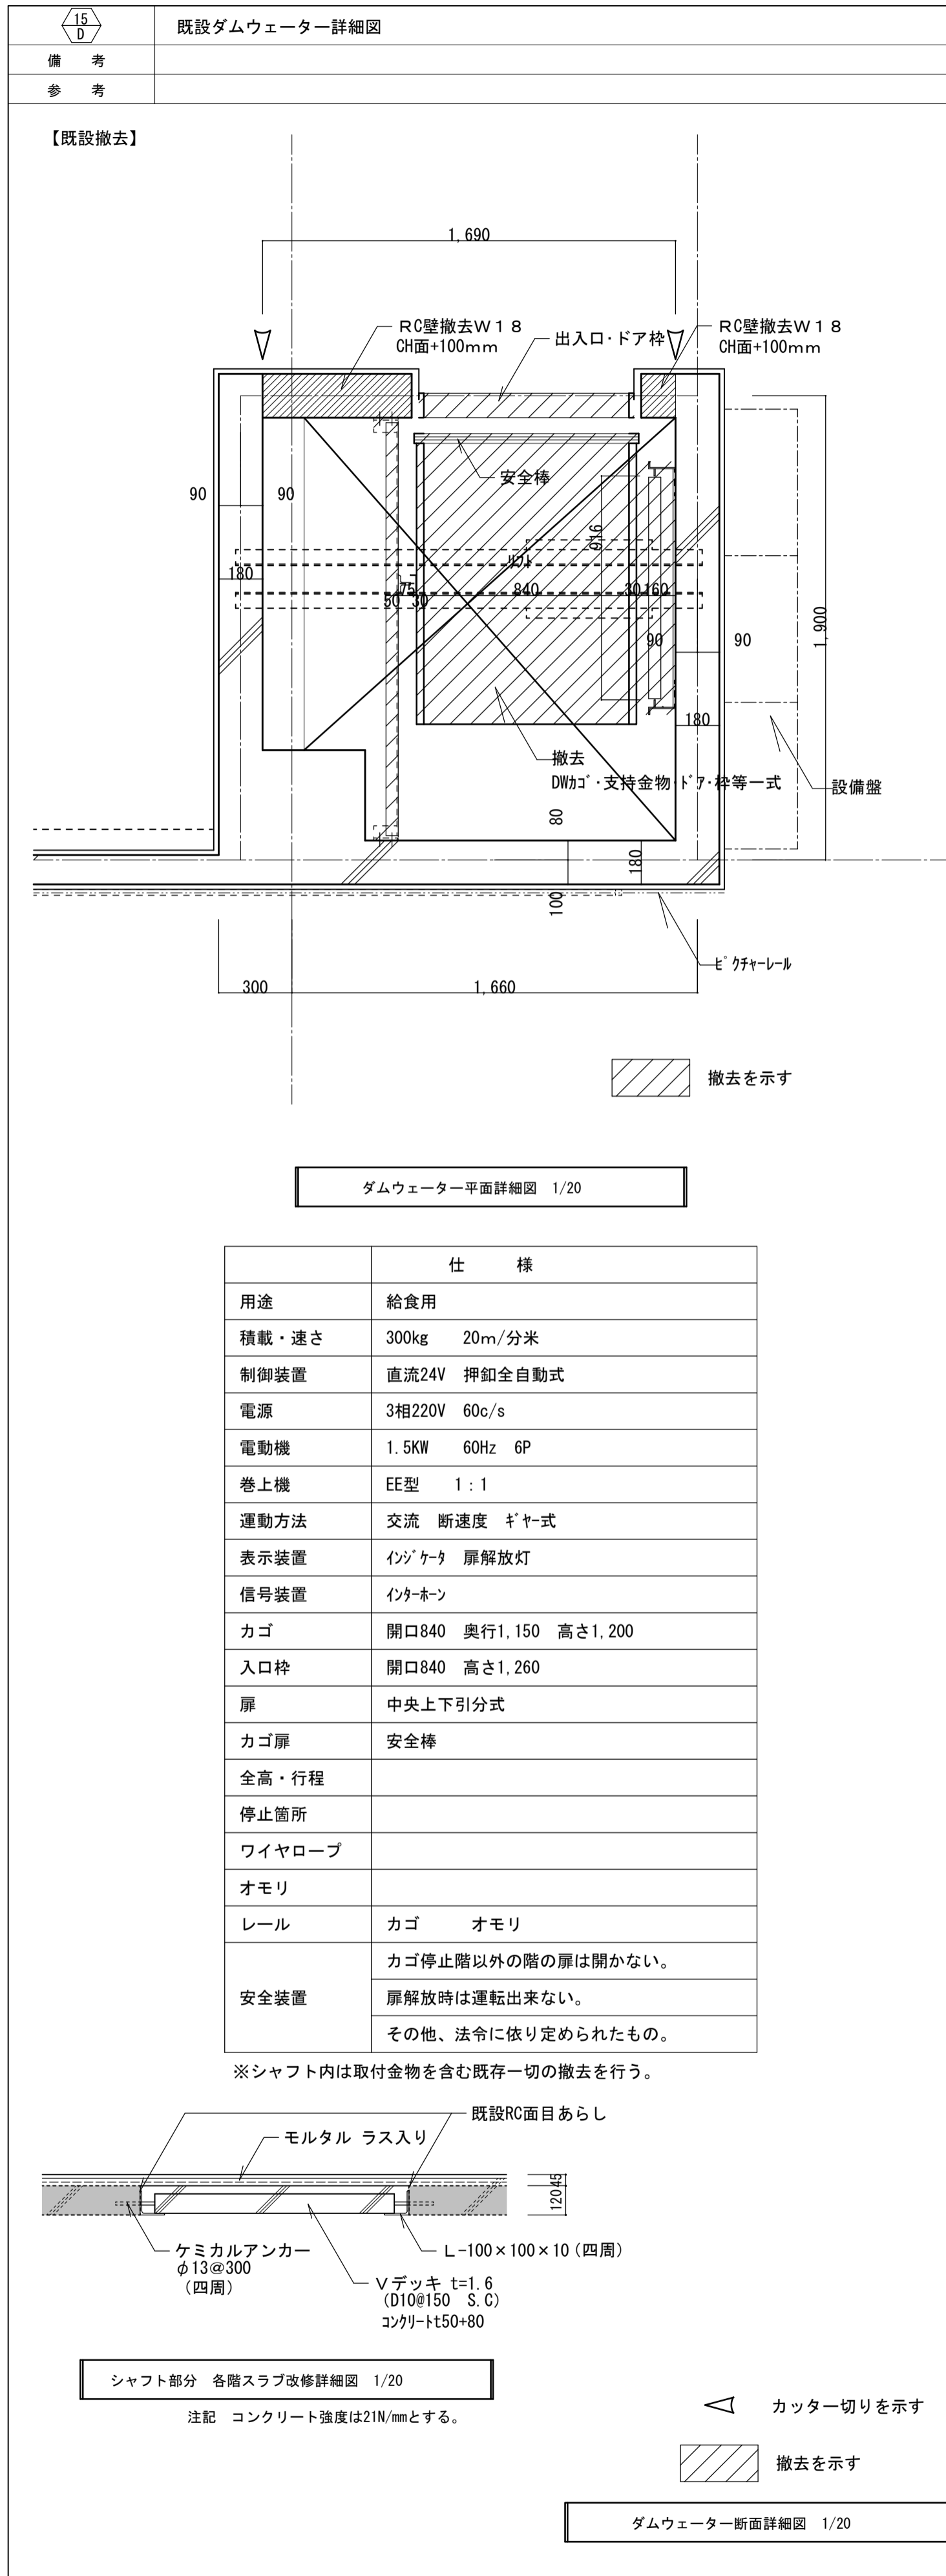 15
D
既設ダムウェーター詳細図
備　考
参　考
【既設撤去】
1,690
RC壁撤去W18
CH面+100mm
出入口・ドア枠
RC壁撤去W18
CH面+100mm
安全棒
90
90
916
リフト
180
75
50
30
840
30
160
90
90
1,900
180
撤去
DWカゴ・支持金物・ドア・枠等一式
設備盤
80
180
100
ピクチャーレール
300
1,660
撤去を示す
ダムウェーター平面詳細図　1/20
仕　様
用途　給食用
積載・速さ　300kg　20m/分米
制御装置　直流24V　押釦全自動式
電源　3相220V　60c/s
電動機　1.5KW　60Hz　6P
巻上機　EE型　1：1
運動方法　交流　断速度　ギヤー式
表示装置　インジケータ　扉解放灯
信号装置　インターホーン
カゴ　開口840　奥行1,150　高さ1,200
入口枠　開口840　高さ1,260
扉　中央上下引分式
カゴ扉　安全棒
全高・行程
停止箇所
ワイヤロープ
オモリ
レール　カゴ　オモリ
カゴ停止階以外の階の扉は開かない。
安全装置　扉解放時は運転出来ない。
その他、法令に依り定められたもの。
※シャフト内は取付金物を含む既存一切の撤去を行う。
既設RC面目あらし
モルタル ラス入り
45
120
ケミカルアンカー
φ13@300
（四周）
L-100×100×10（四周）
Vデッキ t=1.6
（D10@150　S.C）
コンクリートt50+80
シャフト部分　各階スラブ改修詳細図　1/20
注記　コンクリート強度は21N/㎜とする。
カッター切りを示す
撤去を示す
ダムウェーター断面詳細図　1/20